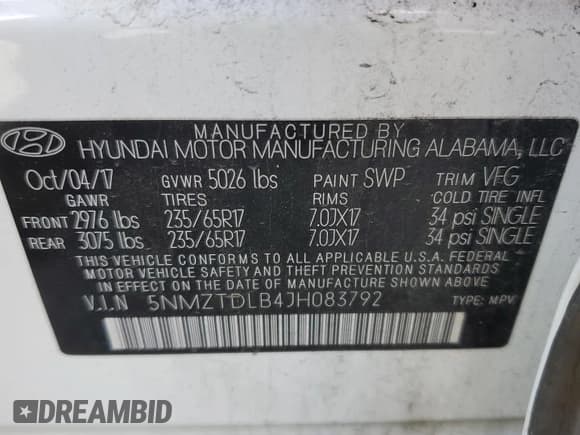 MANUFACTURED BY
HYUNDAI MOTOR MANUFACTURING ALABAMA, LLC
Oct/04/17 GVWR 5026 lbs PAINT SWP TRIM VFG
GAWR TIRES RIMS COLD TIRE INFL
FRONT 2976 lbs 235/65R17 7.0JX17 34 psi SINGLE
REAR 3075 lbs 235/65R17 7.0JX17 34 psi SINGLE
THIS VEHICLE CONFORMS TO ALL APPLICABLE U.S.A. FEDERAL
MOTOR VEHICLE SAFETY AND THEFT PREVENTION STANDARDS IN
EFFECT ON THE DATE OF MANUFACTURE SHOWN ABOVE
V.I.N 5NMZTDLB4JH083792 TYPE: MPV
DREAMBID